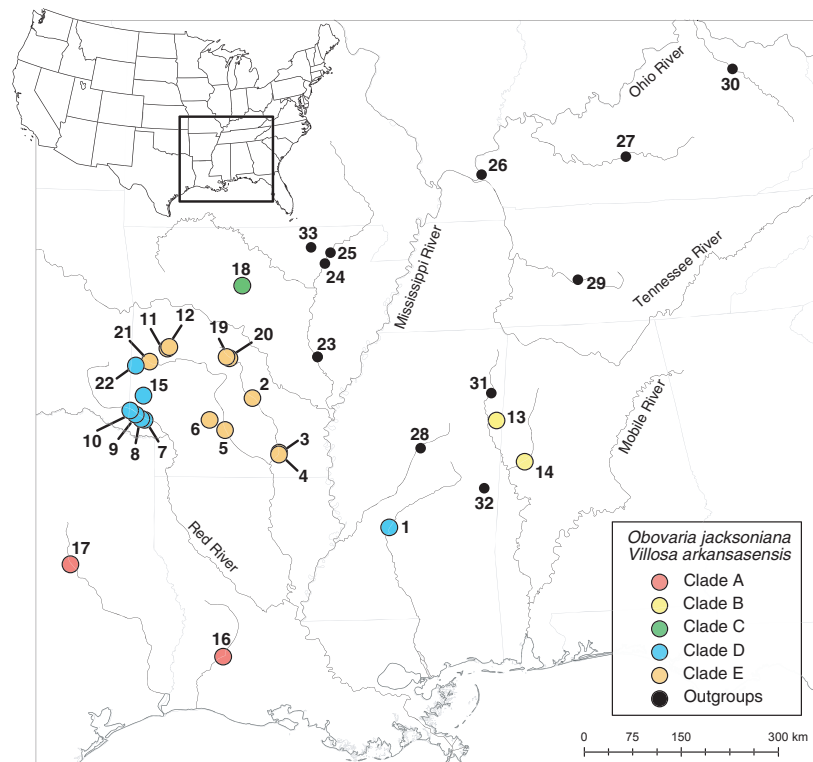 Ohio River
30
27
26
Mississippi River
33
25
24
18
Tennessee River
29
12
11
21
19
20
23
22
15
2
31
13
Mobile River
10
9
8
7
6
5
3
4
28
14
32
1
Red River
17
16
Obovaria jacksoniana
Villosa arkansasensis
Clade A
Clade B
Clade C
Clade D
Clade E
Outgroups
0 75 150 300 km